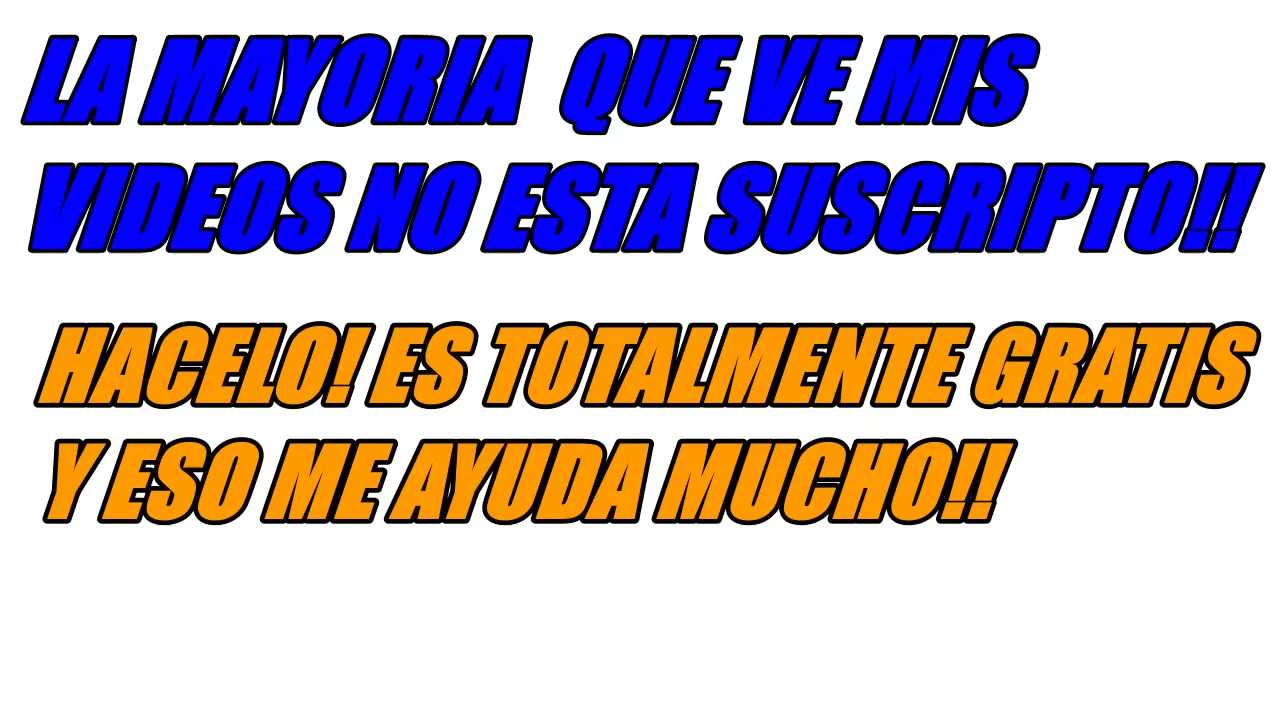 LA MAYORIA  QUE VE MIS
VIDEOS NO ESTA SUSCRIPTO!!
HACELO! ES TOTALMENTE GRATIS
Y ESO ME AYUDA MUCHO!!